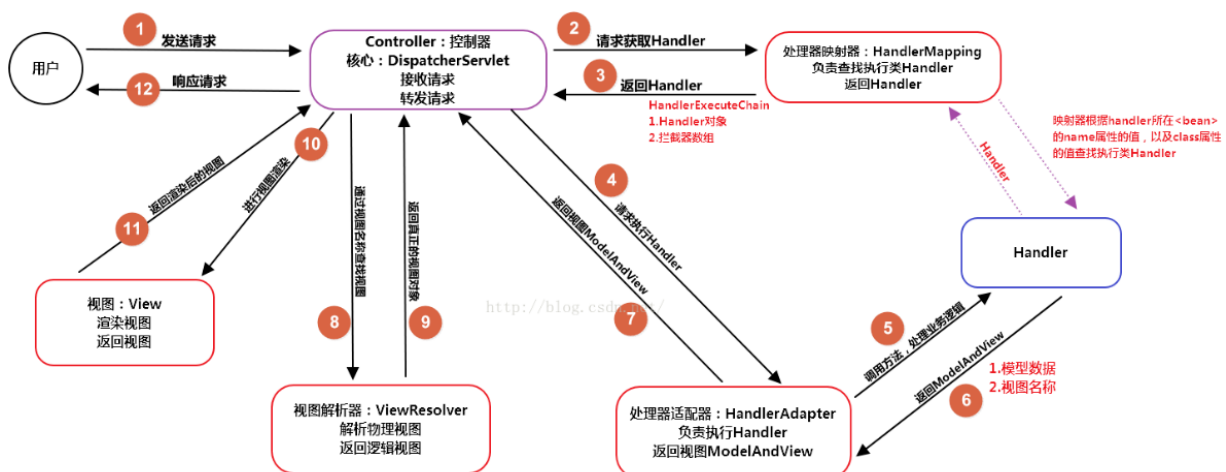 1
发送请求
用户
12
响应请求
Controller：控制器
核心：DispatcherServlet
接收请求
转发请求
2
请求获取Handler
3
返回Handler
HandlerExecuteChain
1.Handler对象
2.拦截器数组
处理器映射器：HandlerMapping
负责查找执行类Handler
返回Handler
映射器根据handler所在<bean>
的name属性的值，以及class属性
的值查找执行类Handler
Handler
Handler
4
请求执行Handler
5
调用方法，处理业务逻辑
6
返回ModelAndView
1.模型数据
2.视图名称
处理器适配器：HandlerAdapter
负责执行Handler
返回视图ModelAndView
7
返回视图ModelAndView
8
通过视图名称查找视图
9
返回真正的视图对象
视图解析器：ViewResolver
解析物理视图
返回逻辑视图
10
进行视图渲染
11
返回渲染后的视图
视图：View
渲染视图
返回视图
http://blog.csdn.net/